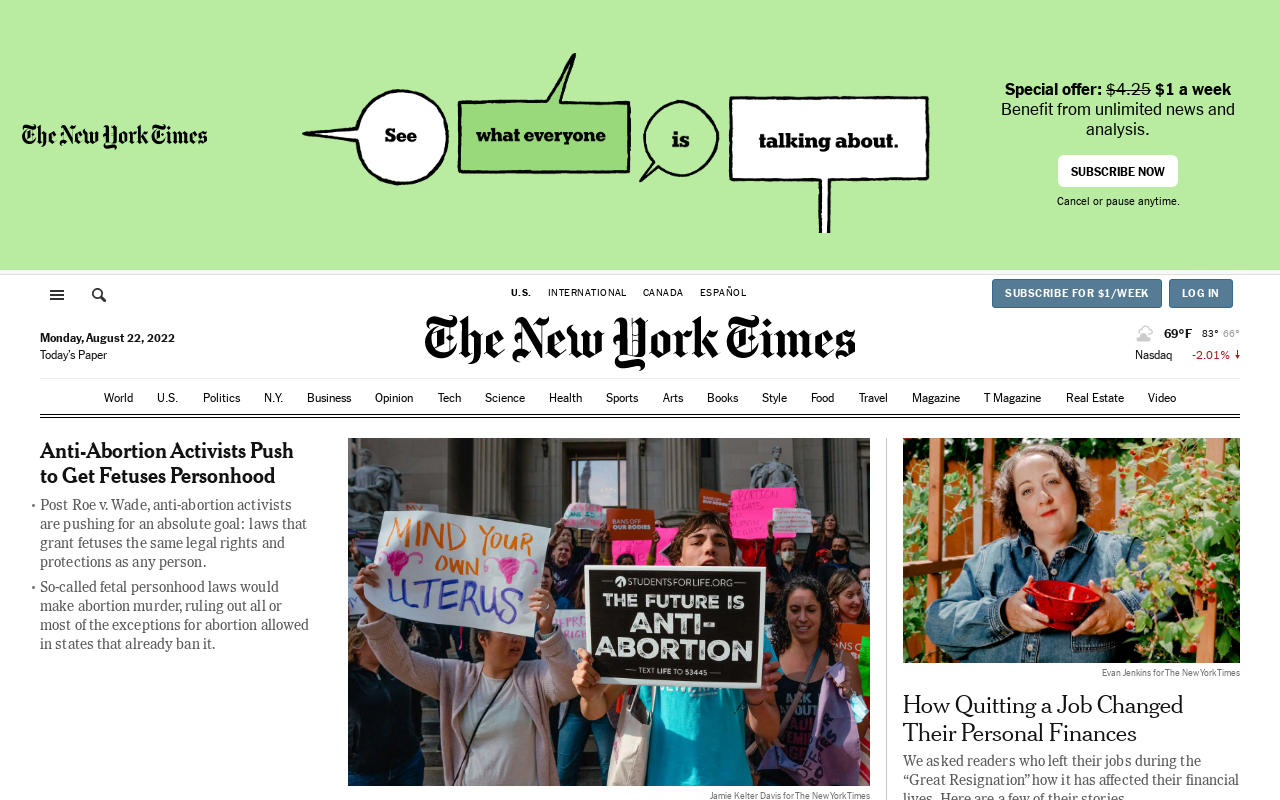 The New York Times
See
what everyone
is
talking about.
Special offer: $4.25 $1 a week
Benefit from unlimited news and
analysis.
SUBSCRIBE NOW
Cancel or pause anytime.
U.S. INTERNATIONAL CANADA ESPAÑOL
SUBSCRIBE FOR $1/WEEK
LOG IN
Monday, August 22, 2022
Today's Paper
The New York Times
69°F 83° 66°
Nasdaq -2.01% ↓
World U.S. Politics N.Y. Business Opinion Tech Science Health Sports Arts Books Style Food Travel Magazine T Magazine Real Estate Video
Anti-Abortion Activists Push
to Get Fetuses Personhood
• Post Roe v. Wade, anti-abortion activists
are pushing for an absolute goal: laws that
grant fetuses the same legal rights and
protections as any person.
• So-called fetal personhood laws would
make abortion murder, ruling out all or
most of the exceptions for abortion allowed
in states that already ban it.
MIND YOUR
OWN
UTERUS
BANS OFF
OUR BODIES
STUDENTSFORLIFE.ORG
THE FUTURE IS
ANTI-
ABORTION
TEXT LIFE TO 53445
Jamie Kelter Davis for The New York Times
Evan Jenkins for The New York Times
How Quitting a Job Changed
Their Personal Finances
We asked readers who left their jobs during the
“Great Resignation” how it has affected their financial
lives. Here are a few of their stories.